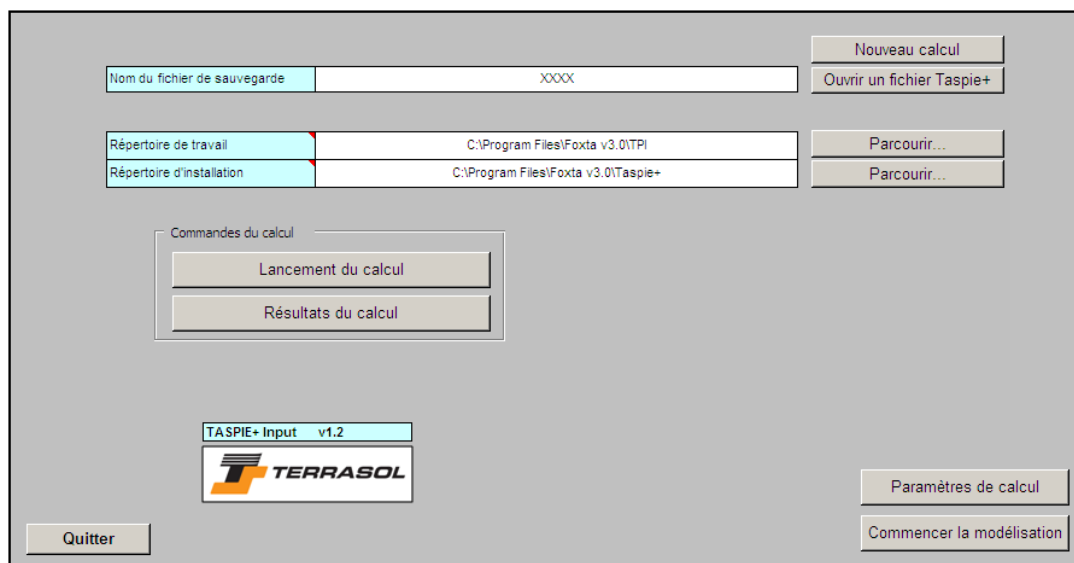 Nouveau calcul
Nom du fichier de sauvegarde XXXX Ouvrir un fichier Taspie+
Répertoire de travail C:\Program Files\Foxta v3.0\TPI Parcourir...
Répertoire d'installation C:\Program Files\Foxta v3.0\Taspie+ Parcourir...
Commandes du calcul
Lancement du calcul
Résultats du calcul
TASPIE+ Input v1.2
TERRASOL
Paramètres de calcul
Commencer la modélisation
Quitter